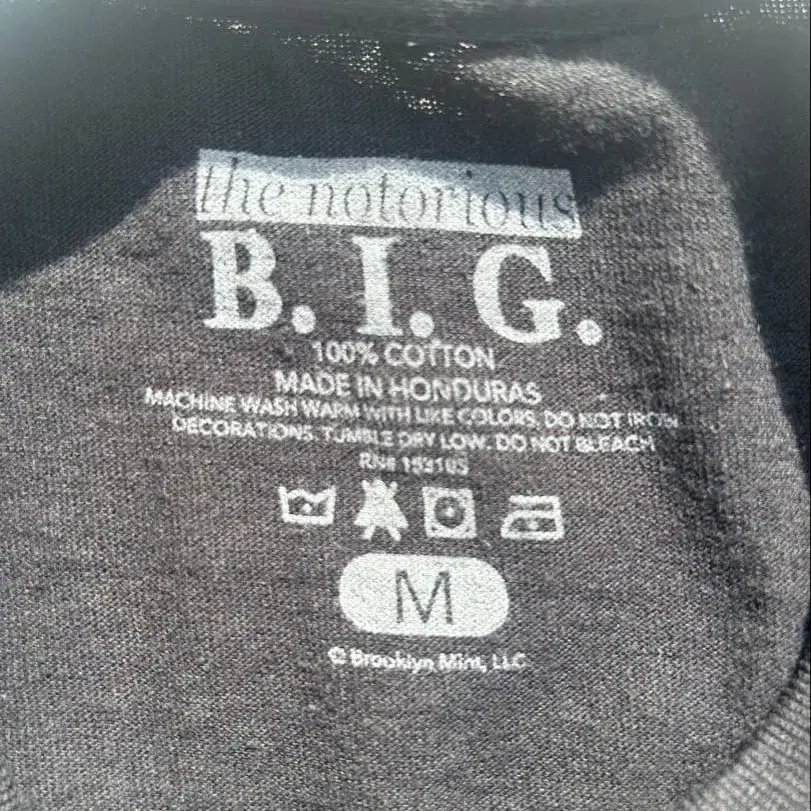 the notorious
B. I. G.
100% COTTON
MADE IN HONDURAS
MACHINE WASH WARM WITH LIKE COLORS. DO NOT IRON
DECORATIONS. TUMBLE DRY LOW. DO NOT BLEACH
RN#
M
© Brooklyn Mint, LLC